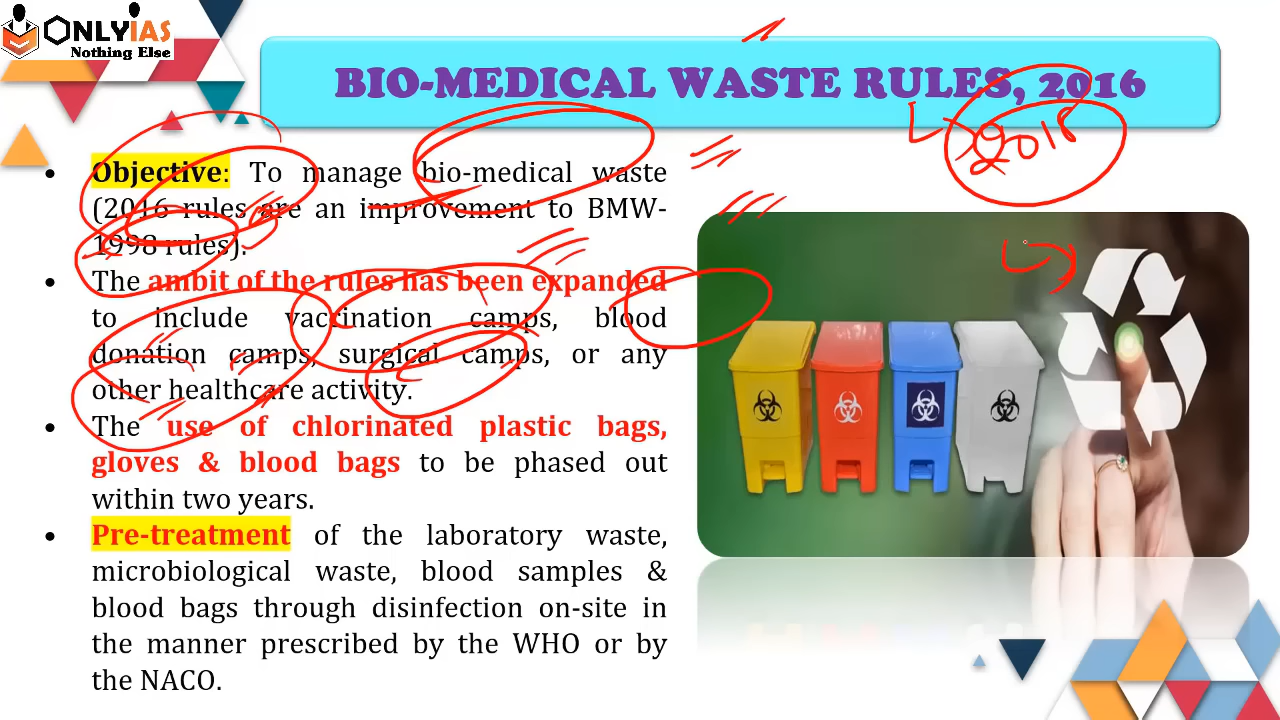 ONLYIAS
Nothing Else
BIO-MEDICAL WASTE RULES, 2016
2018
• Objective: To manage bio-medical waste
(2016 rules are an improvement to BMW-
1998 rules).
• The ambit of the rules has been expanded
to include vaccination camps, blood
donation camps, surgical camps, or any
other healthcare activity.
• The use of chlorinated plastic bags,
gloves & blood bags to be phased out
within two years.
• Pre-treatment of the laboratory waste,
microbiological waste, blood samples &
blood bags through disinfection on-site in
the manner prescribed by the WHO or by
the NACO.